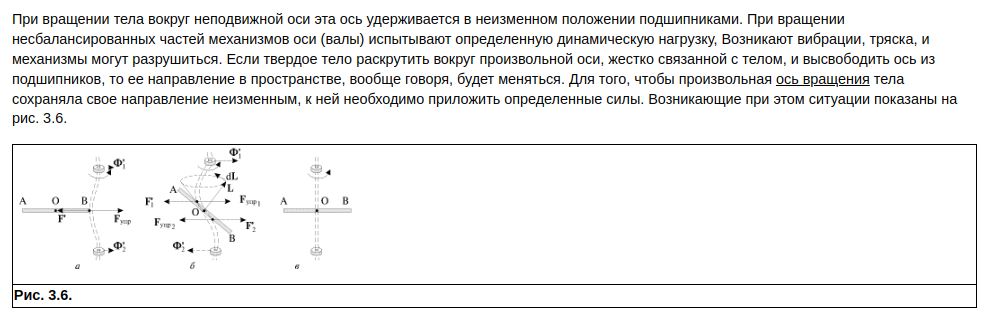 При вращении тела вокруг неподвижной оси эта ось удерживается в неизменном положении подшипниками. При вращении
несбалансированных частей механизмов оси (валы) испытывают определенную динамическую нагрузку, Возникают вибрации, тряска, и
механизмы могут разрушиться. Если твердое тело раскрутить вокруг произвольной оси, жестко связанной с телом, и высвободить ось из
подшипников, то ее направление в пространстве, вообще говоря, будет меняться. Для того, чтобы произвольная ось вращения тела
сохраняла свое направление неизменным, к ней необходимо приложить определенные силы. Возникающие при этом ситуации показаны на
рис. 3.6.
Ф'1
A O B
F' Fупр
Ф'2
а
Ф'1
dL
A L
F'1 Fупр1
O
Fупр2 F'2
B
Ф'2
б
A O B
в
Рис. 3.6.